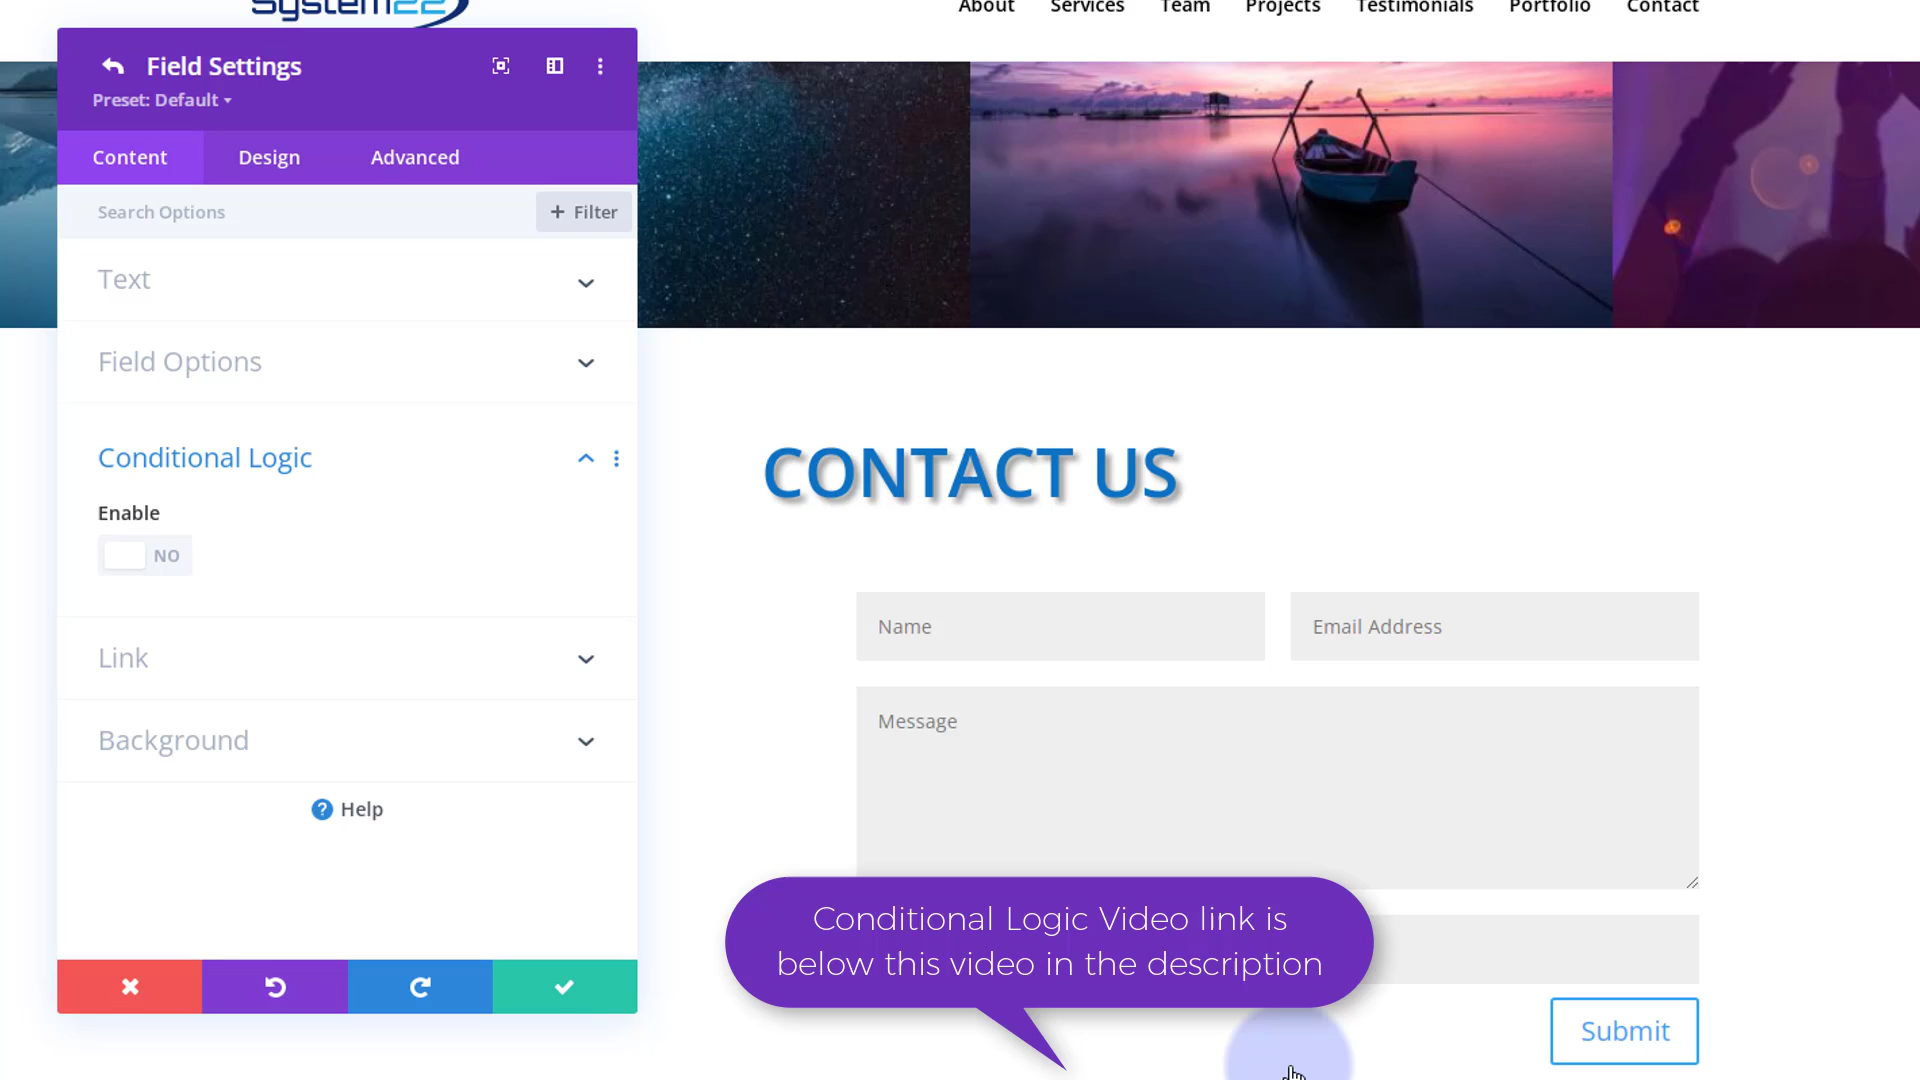 System22
About Services Team Projects Testimonials Portfolio Contact
Field Settings
Preset: Default
Content Design Advanced
Search Options
+ Filter
Text
Field Options
Conditional Logic
Enable
NO
Link
Background
? Help
CONTACT US
Name
Email Address
Message
Conditional Logic Video link is
below this video in the description
Submit